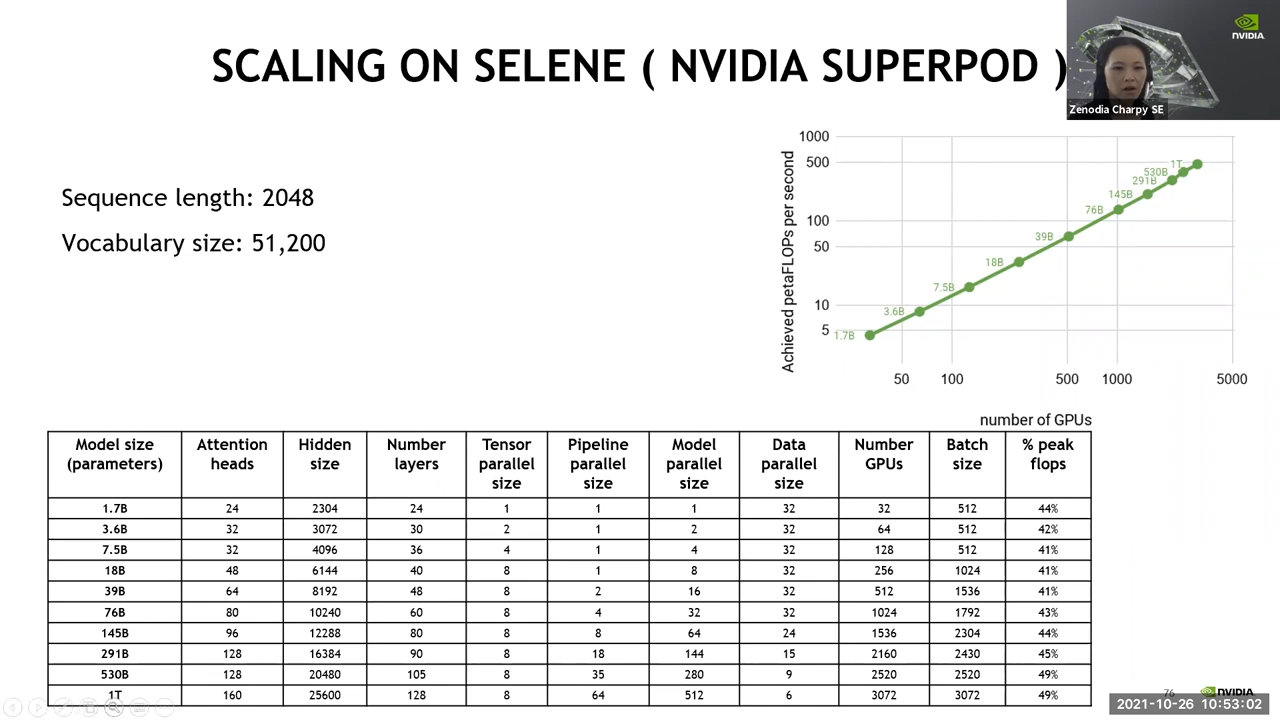 SCALING ON SELENE ( NVIDIA SUPERPOD )
NVIDIA.
Zenodia Charpy SE
Sequence length: 2048
Vocabulary size: 51,200
Achieved petaFLOPs per second
1000
500
100
50
10
5
1.7B
3.6B
7.5B
18B
39B
76B
145B
291B
530B
1T
50 100 500 1000 5000
number of GPUs
Model size (parameters) Attention heads Hidden size Number layers Tensor parallel size Pipeline parallel size Model parallel size Data parallel size Number GPUs Batch size % peak flops
1.7B 24 2304 24 1 1 1 32 32 512 44%
3.6B 32 3072 30 2 1 2 32 64 512 42%
7.5B 32 4096 36 4 1 4 32 128 512 41%
18B 48 6144 40 8 1 8 32 256 1024 41%
39B 64 8192 48 8 2 16 32 512 1536 41%
76B 80 10240 60 8 4 32 32 1024 1792 43%
145B 96 12288 80 8 8 64 24 1536 2304 44%
291B 128 16384 90 8 18 144 15 2160 2430 45%
530B 128 20480 105 8 35 280 9 2520 2520 49%
1T 160 25600 128 8 64 512 6 3072 3072 49%
76
NVIDIA.
2021-10-26 10:53:02